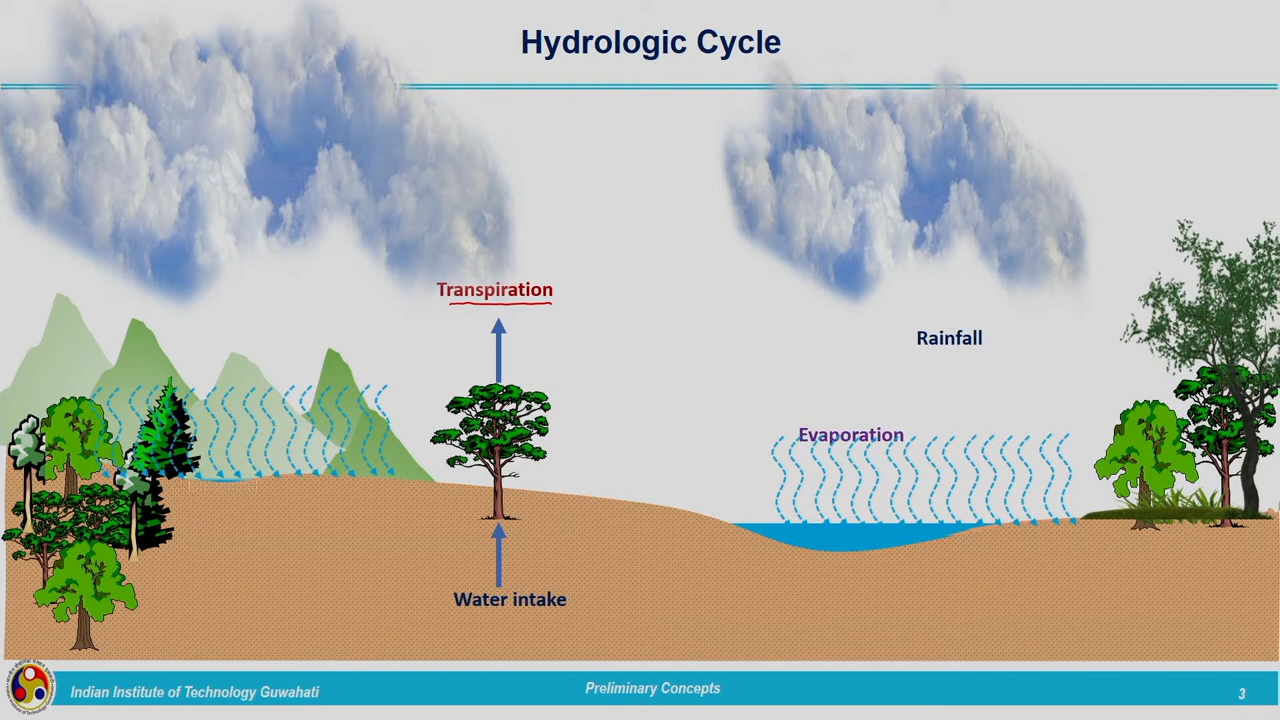 Hydrologic Cycle
Transpiration
Rainfall
Evaporation
Water intake
Indian Institute of Technology Guwahati
Preliminary Concepts
3